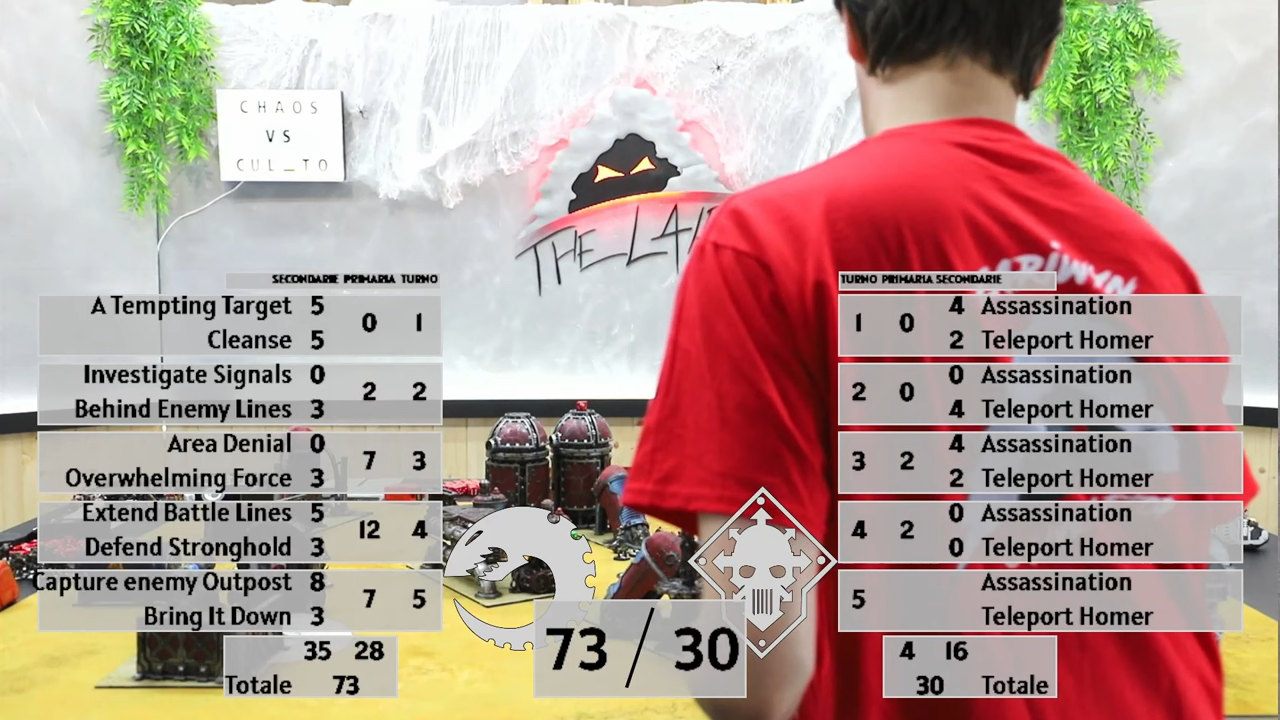 CHAOS
VS
CUL_TO
THE LAI
SECONDARIE PRIMARIA TURNO
A Tempting Target 5
0 1
Cleanse 5
Investigate Signals 0
2 2
Behind Enemy Lines 3
Area Denial 0
7 3
Overwhelming Force 3
Extend Battle Lines 5
12 4
Defend Stronghold 3
Capture enemy Outpost 8
7 5
Bring It Down 3
35 28
Totale 73
TURNO PRIMARIA SECONDARIE
4 Assassination
1 0
2 Teleport Homer
0 Assassination
2 0
4 Teleport Homer
4 Assassination
3 2
2 Teleport Homer
0 Assassination
4 2
0 Teleport Homer
Assassination
5
Teleport Homer
4 16
30 Totale
73 / 30